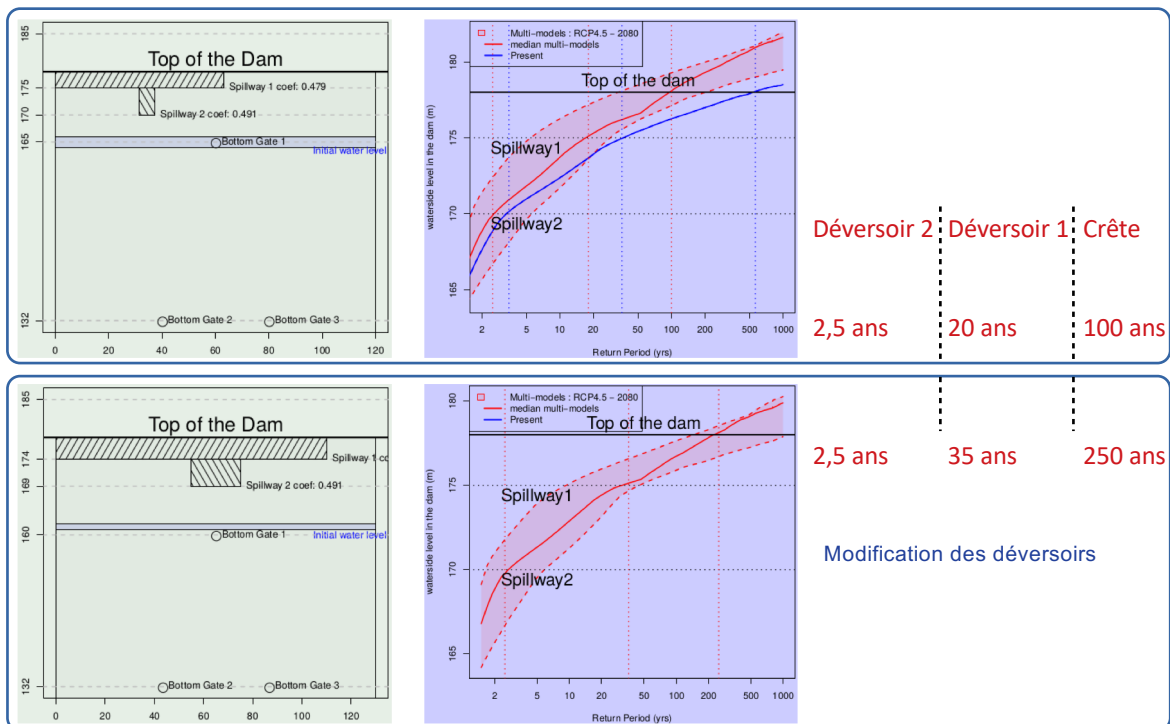 185
Top of the Dam
175
Spillway 1 coef: 0.479
170
Spillway 2 coef: 0.491
165
Bottom Gate 1
Initial water level
132
Bottom Gate 2
Bottom Gate 3
0 20 40 60 80 100 120
Multi-models : RCP4.5 - 2080
median multi-models
Present
Top of the dam
Spillway1
Spillway2
waterside level in the dam (m)
180
175
170
165
2 5 10 20 50 100 200 500 1000
Return Period (yrs)
Déversoir 2 Déversoir 1 Crête
2,5 ans 20 ans 100 ans
185
Top of the Dam
174
Spillway 1 co
169
Spillway 2 coef: 0.491
160
Bottom Gate 1
Initial water level
132
Bottom Gate 2
Bottom Gate 3
0 20 40 60 80 100 120
Multi-models : RCP4.5 - 2080
median multi-models
Present
Top of the dam
Spillway1
Spillway2
waterside level in the dam (m)
180
175
170
165
2 5 10 20 50 100 200 500 1000
Return Period (yrs)
2,5 ans 35 ans 250 ans
Modification des déversoirs